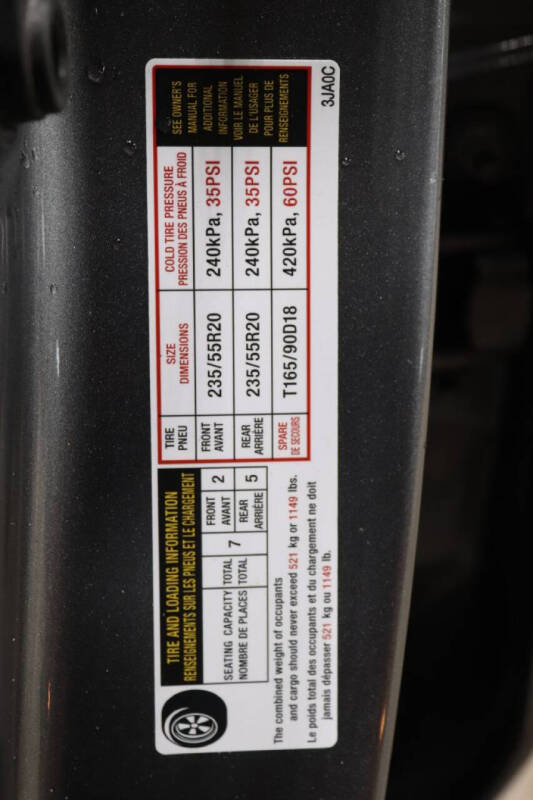 TIRE AND LOADING INFORMATION
RENSEIGNEMENTS SUR LES PNEUS ET LE CHARGEMENT
SEATING CAPACITY
NOMBRE DE PLACES
TOTAL
TOTAL
7
FRONT
AVANT
2
REAR
ARRIÈRE
5
The combined weight of occupants
and cargo should never exceed 521 kg or 1149 lbs.
Le poids total des occupants et du chargement ne doit
jamais dépasser 521 kg ou 1149 lb.
TIRE
PNEU
SIZE
DIMENSIONS
COLD TIRE PRESSURE
PRESSION DES PNEUS À FROID
FRONT
AVANT
235/55R20
240kPa, 35PSI
REAR
ARRIÈRE
235/55R20
240kPa, 35PSI
SPARE
DE SECOURS
T165/90D18
420kPa, 60PSI
SEE OWNER'S
MANUAL FOR
ADDITIONAL
INFORMATION
VOIR LE MANUEL
DE L'USAGER
POUR PLUS DE
RENSEIGNEMENTS
3JA0C